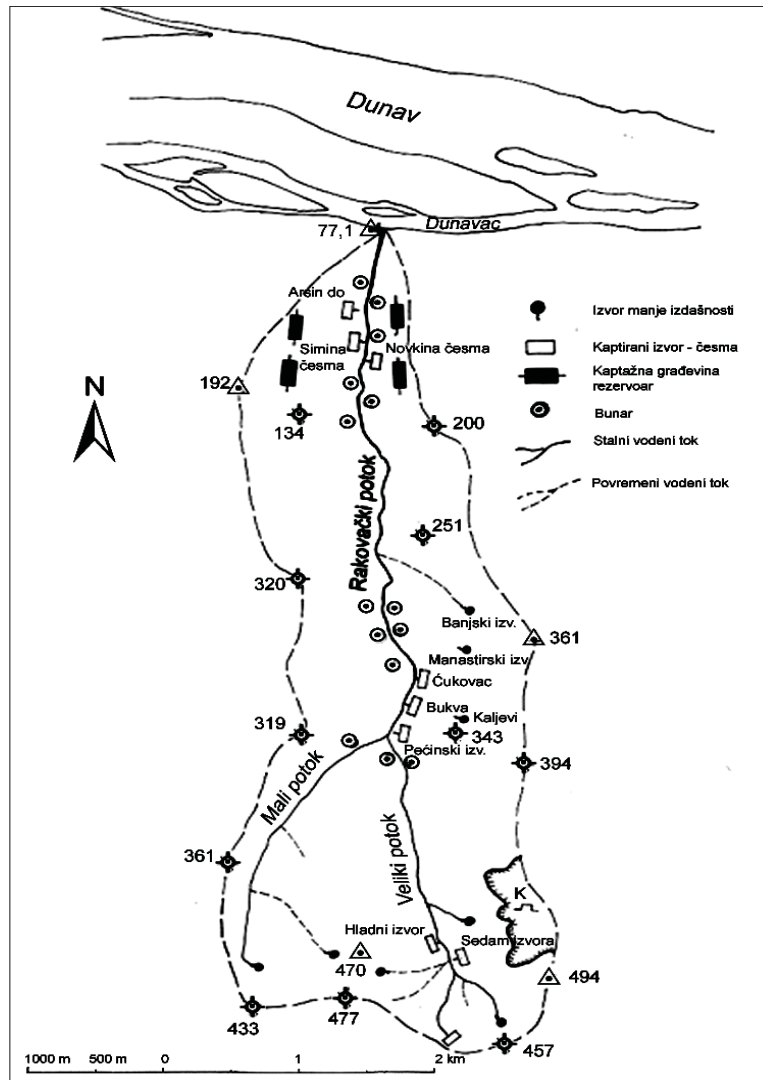 Dunav
Dunavac
77,1
Arsin do
Simina
česma
Novkina česma
192
134
200
N
Izvor manje izdašnosti
Kaptirani izvor - česma
Kaptažna građevina
rezervoar
Bunar
Stalni vodeni tok
Povremeni vodeni tok
Rakovački potok
251
320
Banjski izv.
361
Manastirski izv.
Ćukovac
Bukva
Kaljevi
319
343
Pećinski izv.
394
Mali potok
361
Veliki potok
K
Hladni izvor
Sedam izvora
470
494
433
477
457
1000 m 500 m 0 1 2 km